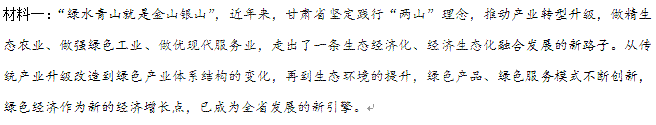 材料一：“绿水青山就是金山银山”，近年来，甘肃省坚定践行“两山”理念，推动产业转型升级，做精生
态农业、做强绿色工业、做优现代服务业，走出了一条生态经济化、经济生态化融合发展的新路子。从传
统产业升级改造到绿色产业体系结构的变化，再到生态环境的提升，绿色产品、绿色服务模式不断创新，
绿色经济作为新的经济增长点，已成为全省发展的新引擎。